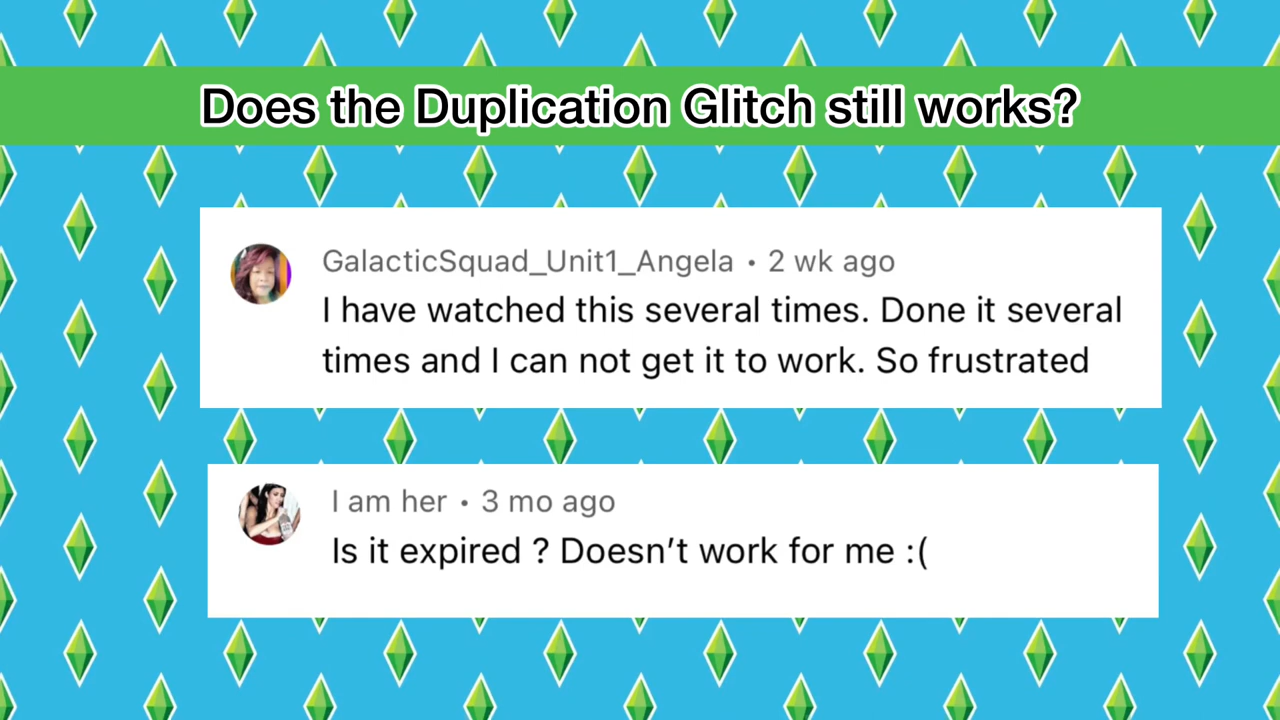 Does the Duplication Glitch still works?
GalacticSquad_Unit1_Angela • 2 wk ago
I have watched this several times. Done it several
times and I can not get it to work. So frustrated
I am her • 3 mo ago
Is it expired ? Doesn’t work for me :(